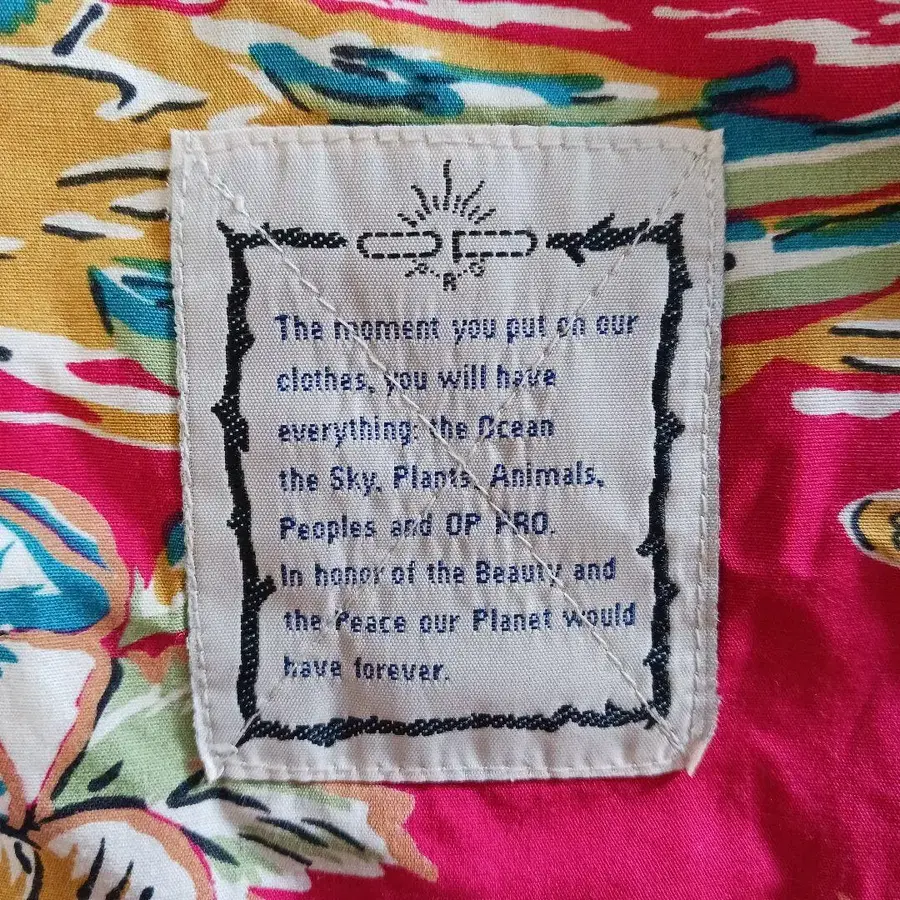 The moment you put on our
clothes, you will have
everything: the Ocean
the Sky, Plants, Animals,
Peoples and OP PRO.
In honor of the Beauty and
the Peace our Planet would
have forever.